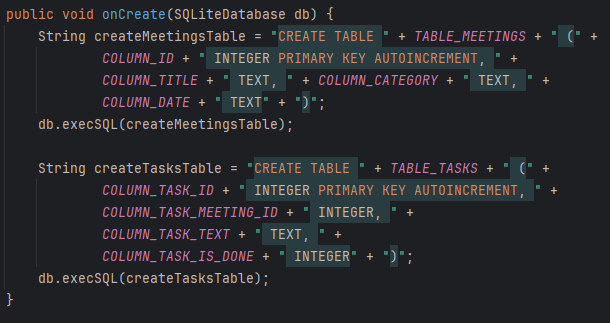 public void onCreate(SQLiteDatabase db) {
    String createMeetingsTable = "CREATE TABLE " + TABLE_MEETINGS + " (" +
            COLUMN_ID + " INTEGER PRIMARY KEY AUTOINCREMENT, " +
            COLUMN_TITLE + " TEXT, " + COLUMN_CATEGORY + " TEXT, " +
            COLUMN_DATE + " TEXT" + ")";
    db.execSQL(createMeetingsTable);

    String createTasksTable = "CREATE TABLE " + TABLE_TASKS + " (" +
            COLUMN_TASK_ID + " INTEGER PRIMARY KEY AUTOINCREMENT, " +
            COLUMN_TASK_MEETING_ID + " INTEGER, " +
            COLUMN_TASK_TEXT + " TEXT, " +
            COLUMN_TASK_IS_DONE + " INTEGER" + ")";
    db.execSQL(createTasksTable);
}